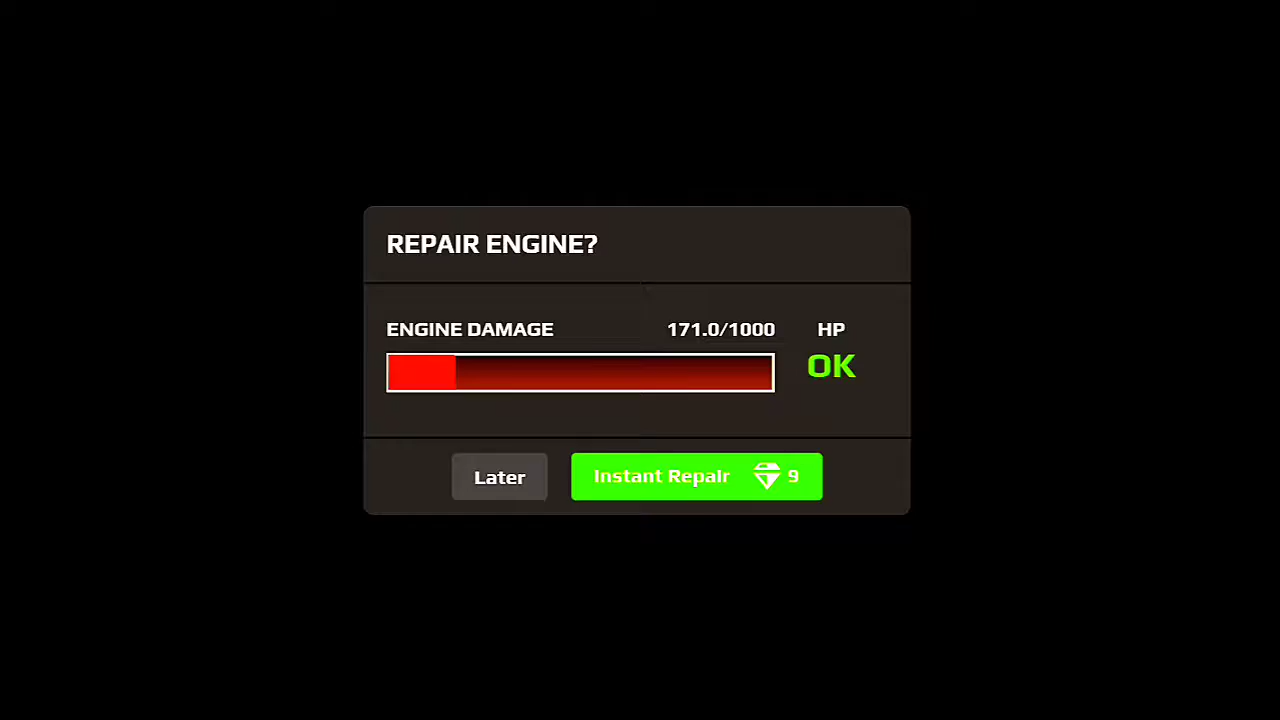 REPAIR ENGINE?
ENGINE DAMAGE 171.0/1000 HP
OK
Later Instant Repair 9